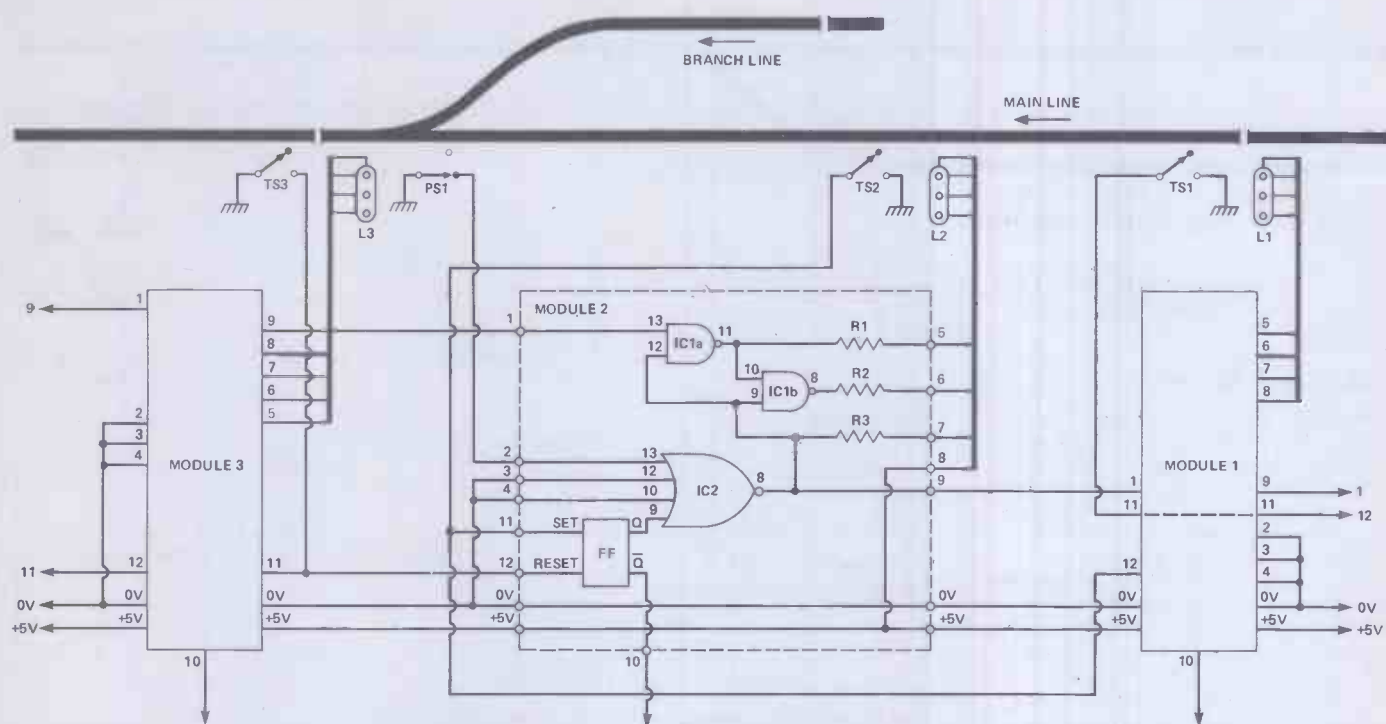 BRANCH LINE
MAIN LINE
TS3
PS1
TS2
TS1
L3
L2
L1
MODULE 3
9
1
9
8
7
6
5
2
3
4
11
12
11
0V
0V
0V
+5V
+5V
+5V
10
MODULE 2
1
13
12
IC1a
11
10
9
IC1b
8
R1
5
R2
6
R3
7
8
2
3
4
13
12
10
9
IC2
8
9
11
SET
Q
FF
12
RESET
Q̄
0V
0V
+5V
+5V
10
MODULE 1
5
6
7
8
1
9
1
11
11
12
2
3
4
12
0V
0V
0V
+5V
+5V
+5V
10